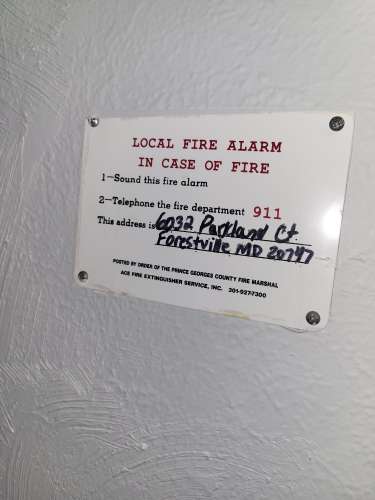 LOCAL FIRE ALARM
IN CASE OF FIRE
1—Sound this fire alarm
2—Telephone the fire department 911
This address is 6032 Parkland Ct.
Forestville, MD 20747
POSTED BY ORDER OF THE PRINCE GEORGES COUNTY FIRE MARSHAL
ACE FIRE EXTINGUISHER SERVICE, INC. 301-927-7300